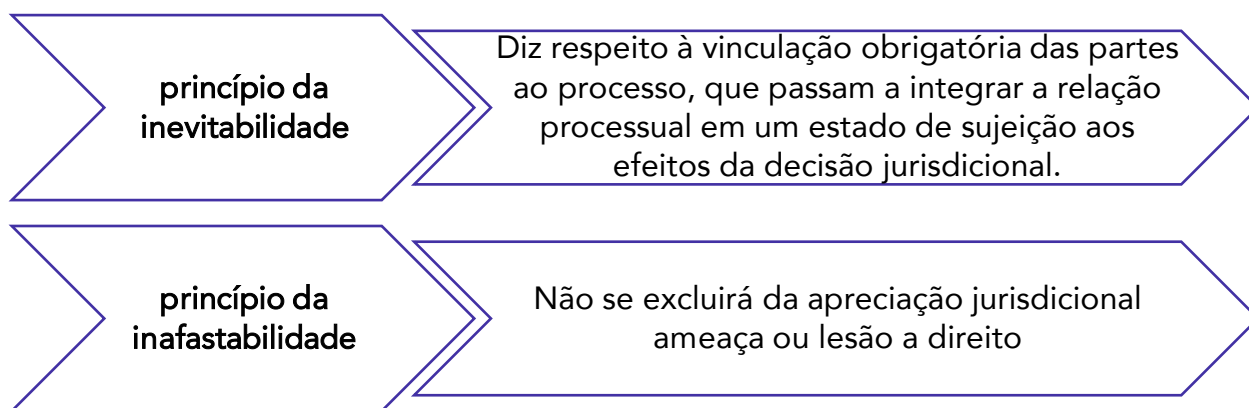 princípio da
inevitabilidade
Diz respeito à vinculação obrigatória das partes
ao processo, que passam a integrar a relação
processual em um estado de sujeição aos
efeitos da decisão jurisdicional.
princípio da
inafastabilidade
Não se excluirá da apreciação jurisdicional
ameaça ou lesão a direito